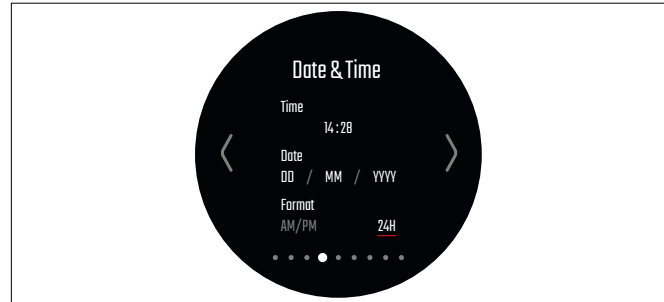 Date & Time
Time
14:28
Date
DD / MM / YYYY
Format
AM/PM 24H